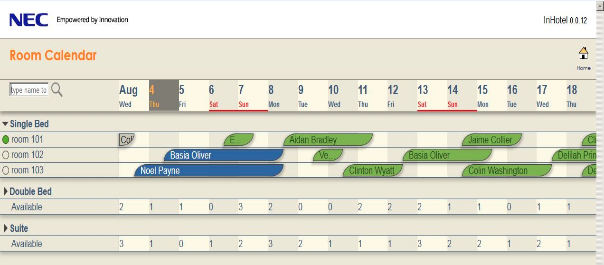 NEC Empowered by Innovation InHotel 0.0.12
Room Calendar
Home
type name to
Aug 4 5 6 7 8 9 10 11 12 13 14 15 16 17 18
Wed Thu Fri Sat Sun Mon Tue Wed Thu Fri Sat Sun Mon Tue Wed Thu
Single Bed
room 101 E... Aidan Bradley Jaime Collier
room 102 Basia Oliver Ve... Basia Oliver Delilah Prin
room 103 Noel Payne Clinton Wyatt Colin Washington
Double Bed
Available 2 1 1 0 3 2 0 0 2 2 2 1 1 0 1 1
Suite
Available 3 1 0 1 2 3 2 1 1 1 3 2 2 1 2 1